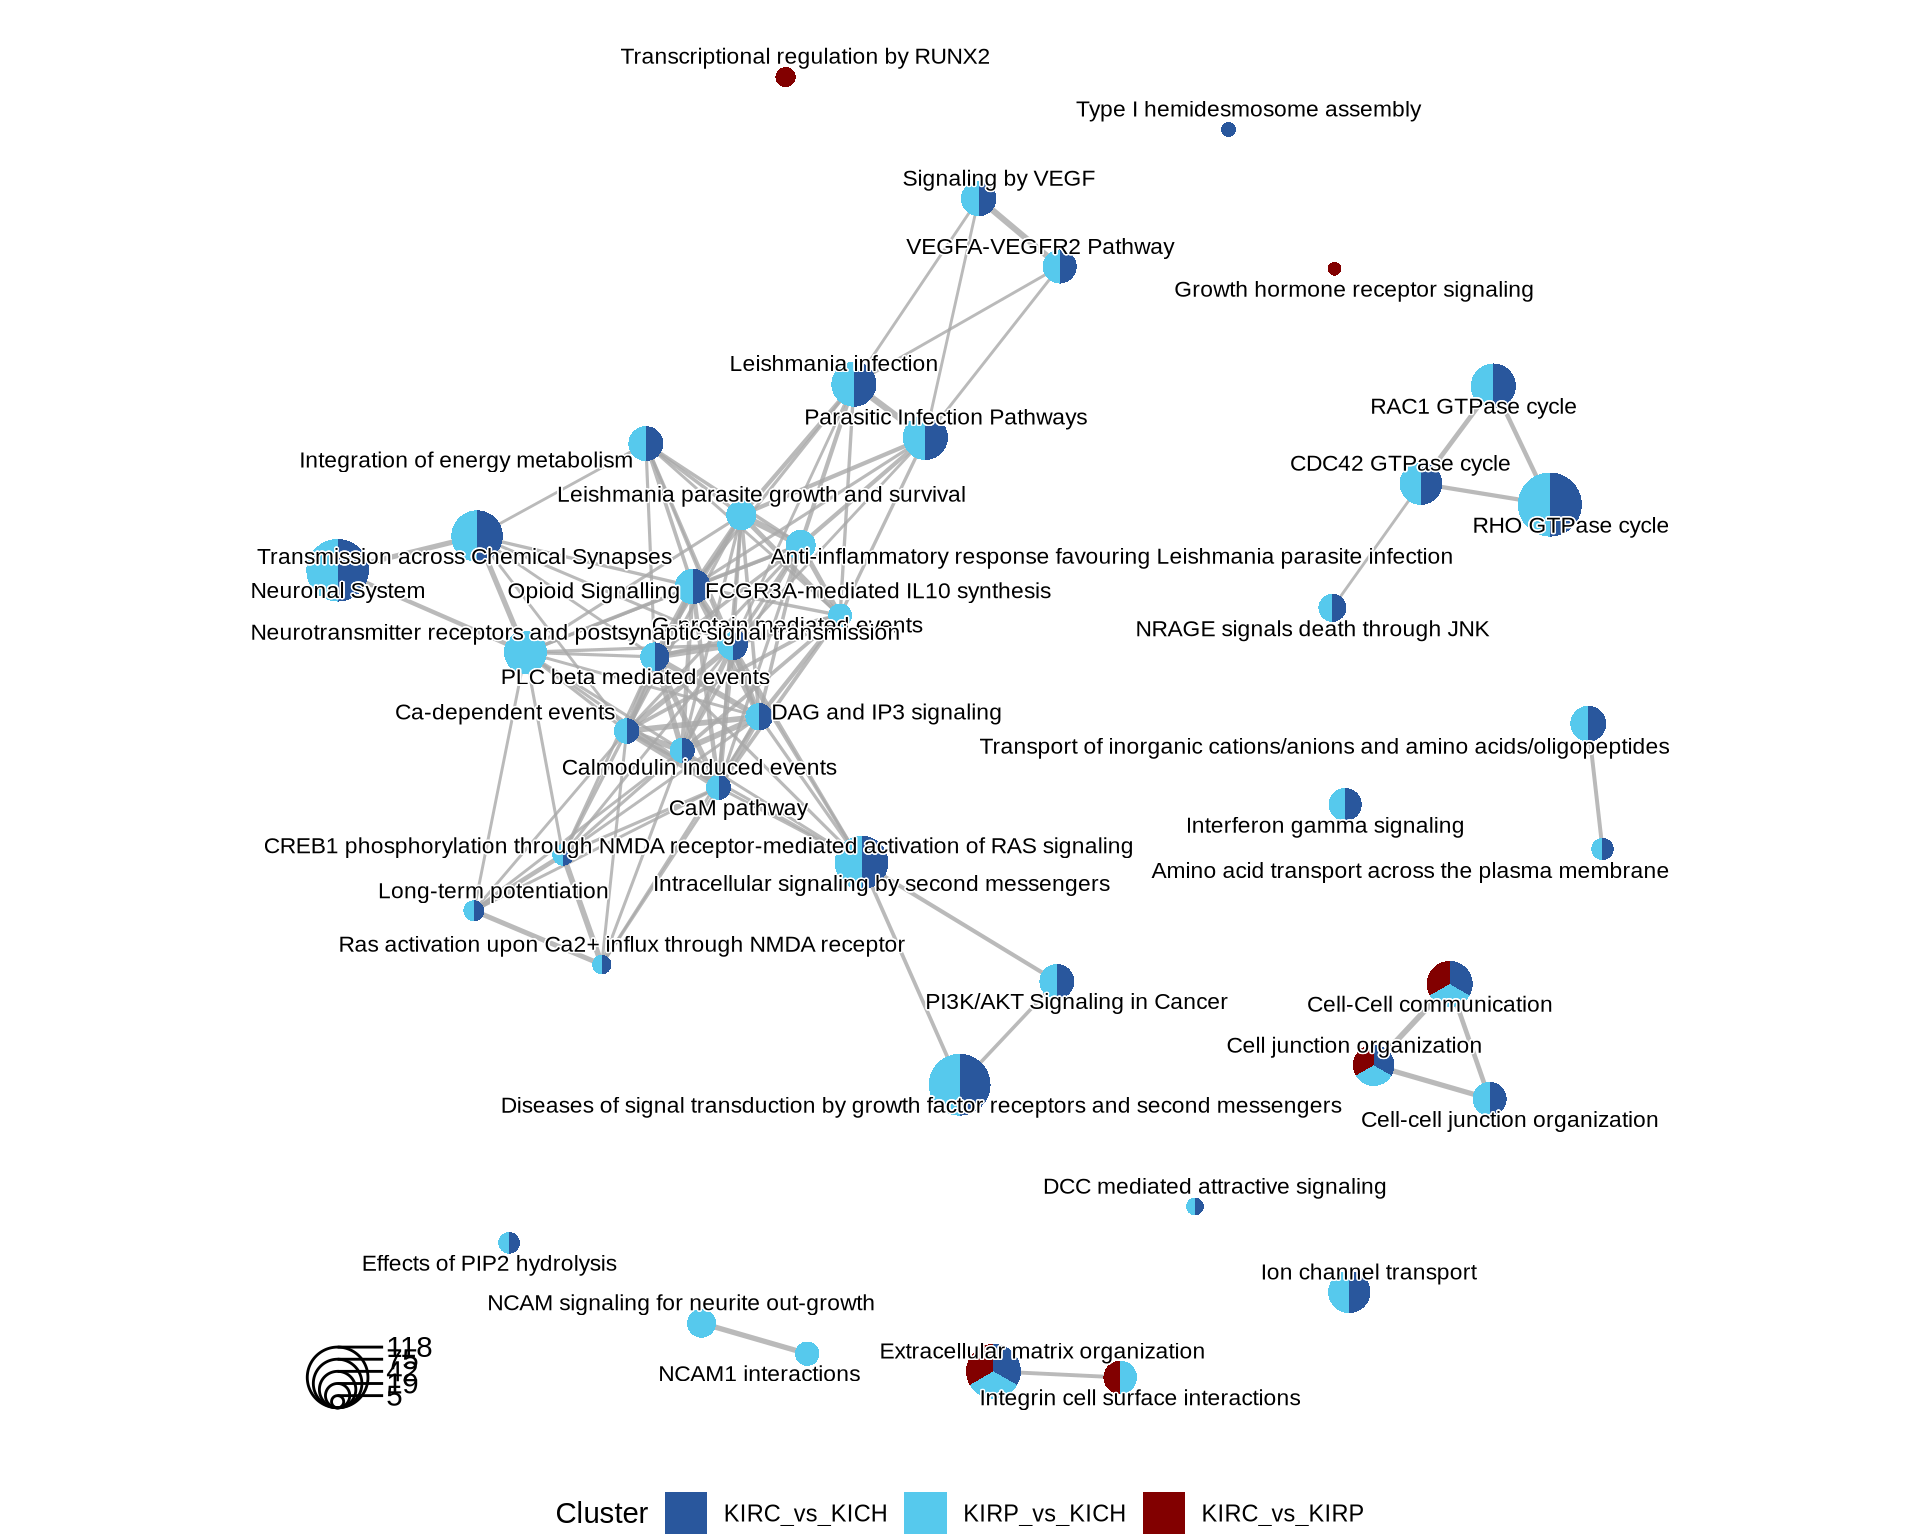 Transcriptional regulation by RUNX2
Type I hemidesmosome assembly
Signaling by VEGF
VEGFA-VEGFR2 Pathway
Growth hormone receptor signaling
Leishmania infection
RAC1 GTPase cycle
Parasitic Infection Pathways
Integration of energy metabolism
CDC42 GTPase cycle
Leishmania parasite growth and survival
RHO GTPase cycle
Transmission across Chemical Synapses
Anti-inflammatory response favouring Leishmania parasite infection
Neuronal System
Opioid Signalling
FCGR3A-mediated IL10 synthesis
G-protein mediated events
Neurotransmitter receptors and postsynaptic signal transmission
NRAGE signals death through JNK
PLC beta mediated events
Ca-dependent events
DAG and IP3 signaling
Transport of inorganic cations/anions and amino acids/oligopeptides
Calmodulin induced events
CaM pathway
Interferon gamma signaling
CREB1 phosphorylation through NMDA receptor-mediated activation of RAS signaling
Amino acid transport across the plasma membrane
Intracellular signaling by second messengers
Long-term potentiation
Ras activation upon Ca2+ influx through NMDA receptor
PI3K/AKT Signaling in Cancer
Cell-Cell communication
Cell junction organization
Diseases of signal transduction by growth factor receptors and second messengers
Cell-cell junction organization
DCC mediated attractive signaling
Effects of PIP2 hydrolysis
Ion channel transport
NCAM signaling for neurite out-growth
Extracellular matrix organization
NCAM1 interactions
Integrin cell surface interactions
118
75
42
19
5
Cluster KIRC_vs_KICH KIRP_vs_KICH KIRC_vs_KIRP